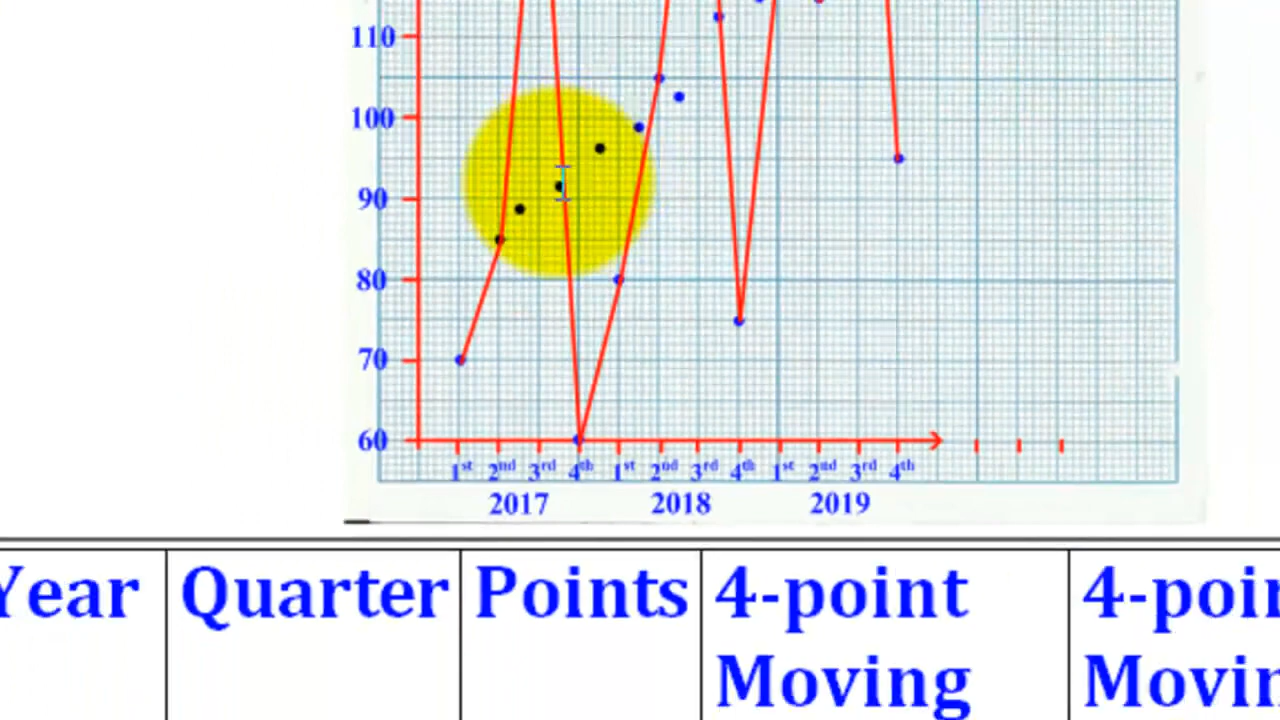 110
100
90
80
70
60
1st 2nd 3rd 4th 1st 2nd 3rd 4th 1st 2nd 3rd 4th
2017 2018 2019
Year Quarter Points 4-point 4-poin
Moving Movin